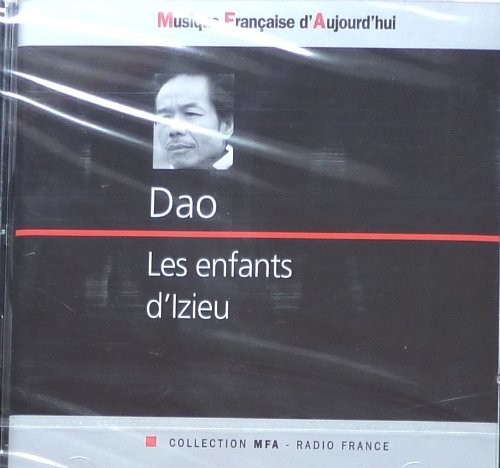 Musique Française d'Aujourd'hui
Dao
Les enfants
d'Izieu
COLLECTION MFA - RADIO FRANCE